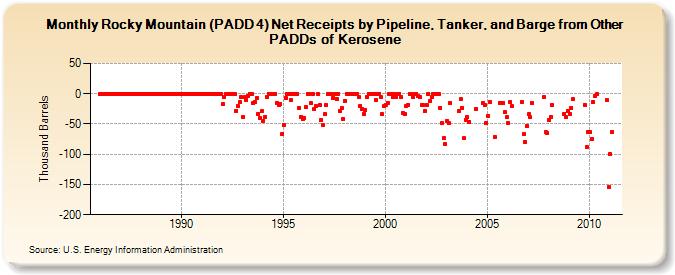 Monthly Rocky Mountain (PADD 4) Net Receipts by Pipeline, Tanker, and Barge from Other
PADDs of Kerosene
Thousand Barrels
50
0
-50
-100
-150
-200
1990
1995
2000
2005
2010
Source: U.S. Energy Information Administration